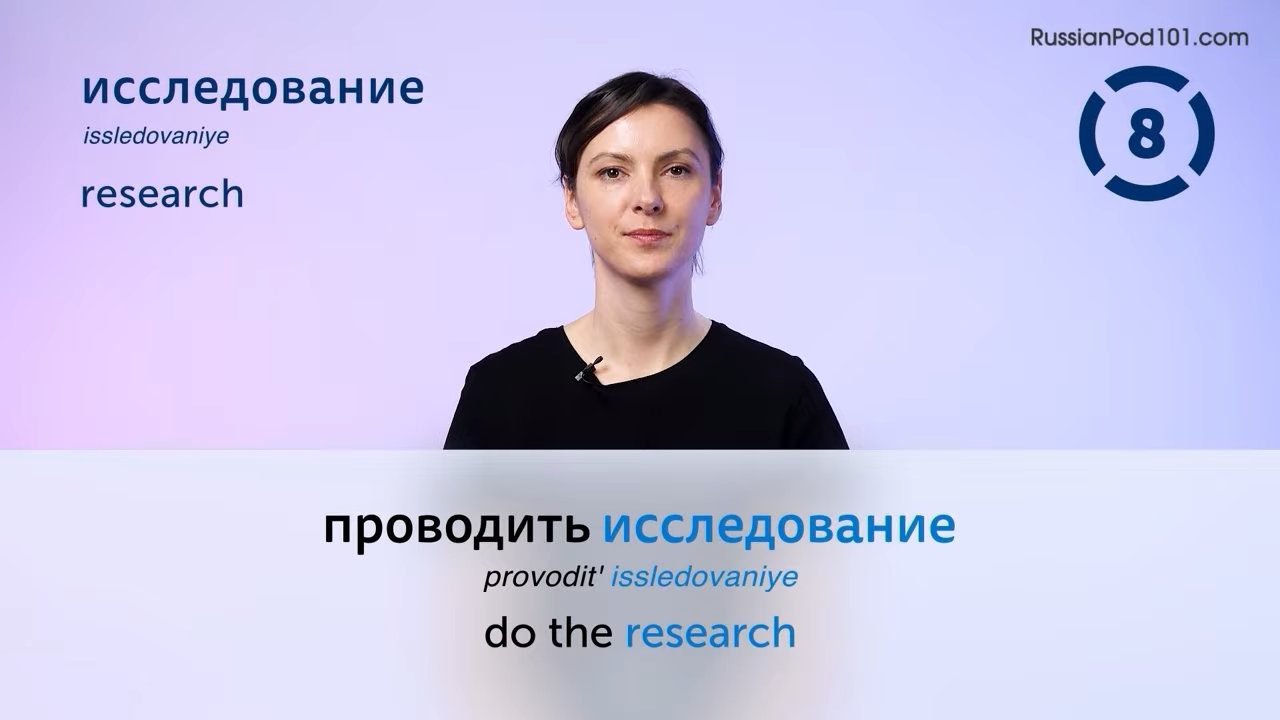 RussianPod101.com
исследование
issledovaniye
research
8
проводить исследование
provodit' issledovaniye
do the research